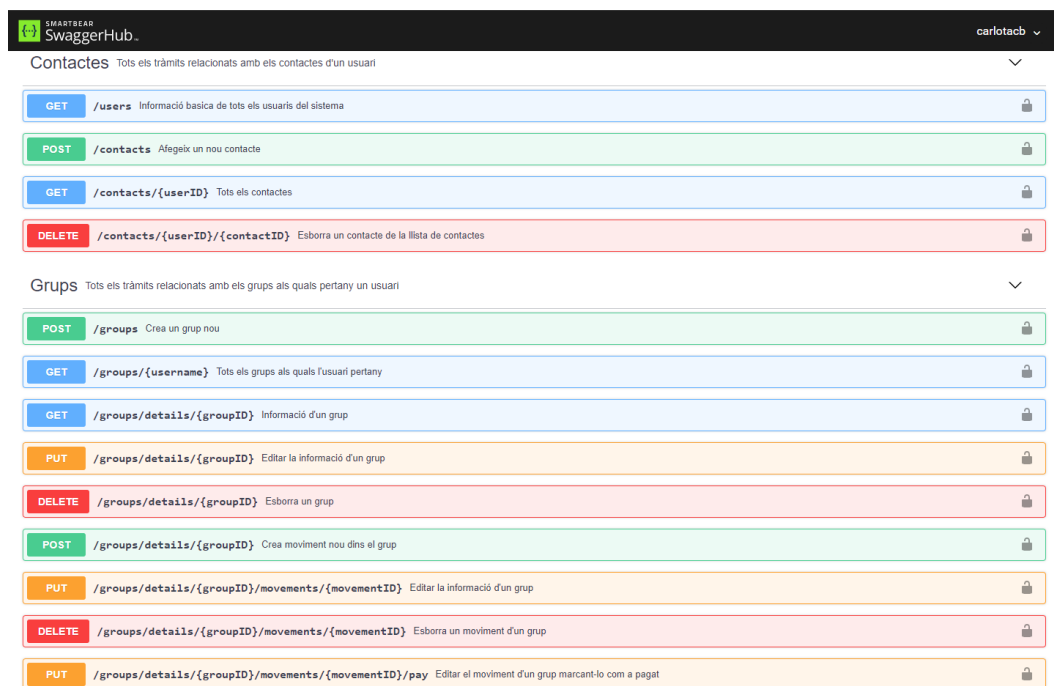 SMARTBEAR
SwaggerHub
carlotacb
Contactes Tots els tràmits relacionats amb els contactes d'un usuari
GET /users Informació basica de tots els usuaris del sistema
POST /contacts Afegeix un nou contacte
GET /contacts/{userID} Tots els contactes
DELETE /contacts/{userID}/{contactID} Esborra un contacte de la llista de contactes
Grups Tots els tràmits relacionats amb els grups als quals pertany un usuari
POST /groups Crea un grup nou
GET /groups/{username} Tots els grups als quals l'usuari pertany
GET /groups/details/{groupID} Informació d'un grup
PUT /groups/details/{groupID} Editar la informació d'un grup
DELETE /groups/details/{groupID} Esborra un grup
POST /groups/details/{groupID} Crea moviment nou dins el grup
PUT /groups/details/{groupID}/movements/{movementID} Editar la informació d'un grup
DELETE /groups/details/{groupID}/movements/{movementID} Esborra un moviment d'un grup
PUT /groups/details/{groupID}/movements/{movementID}/pay Editar el moviment d'un grup marcant-lo com a pagat